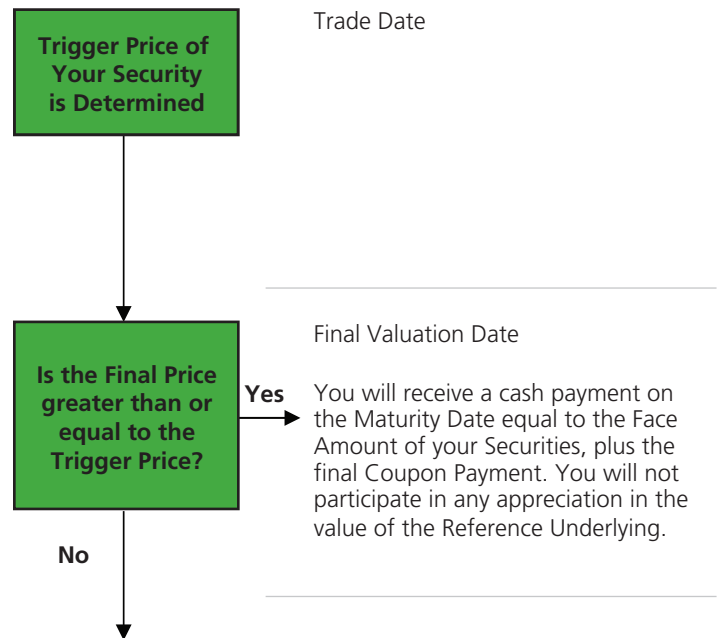 Trigger Price of
Your Security
is Determined
Trade Date
Is the Final Price
greater than or
equal to the
Trigger Price?
Yes
Final Valuation Date
You will receive a cash payment on
the Maturity Date equal to the Face
Amount of your Securities, plus the
final Coupon Payment. You will not
participate in any appreciation in the
value of the Reference Underlying.
No